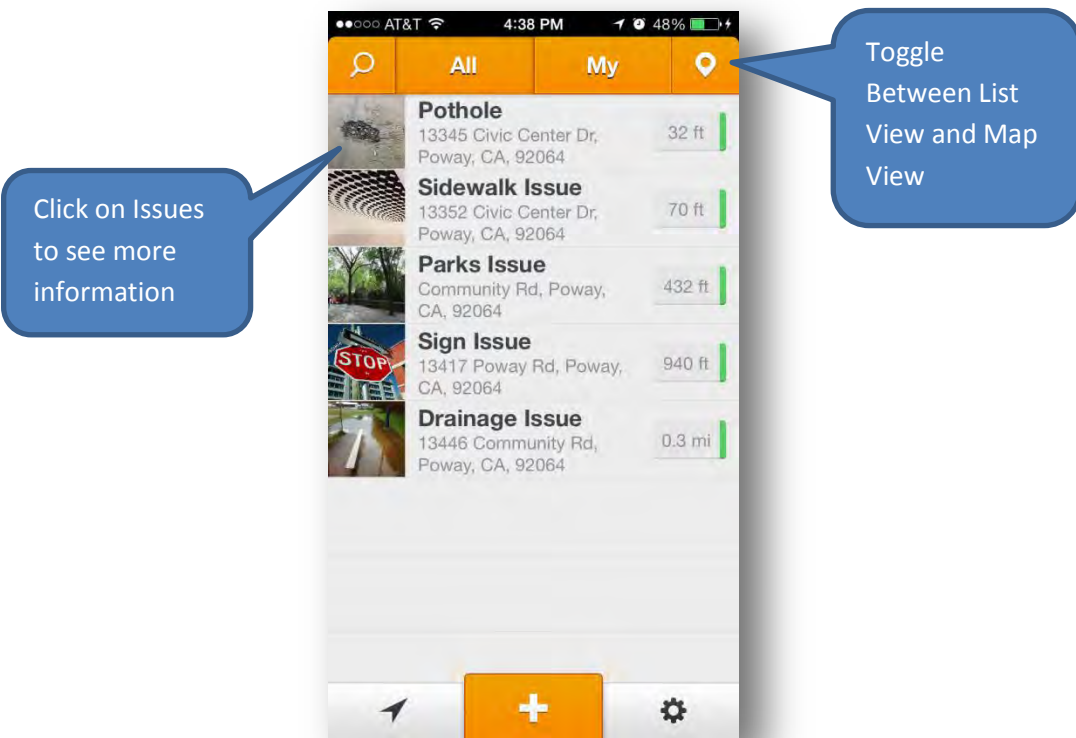 AT&T 4:38 PM 48%
All My
Pothole
13345 Civic Center Dr,
Poway, CA, 92064
32 ft
Sidewalk Issue
13352 Civic Center Dr,
Poway, CA, 92064
70 ft
Parks Issue
Community Rd, Poway,
CA, 92064
432 ft
Sign Issue
13417 Poway Rd, Poway,
CA, 92064
940 ft
STOP
Drainage Issue
13446 Community Rd,
Poway, CA, 92064
0.3 mi
Click on Issues
to see more
information
Toggle
Between List
View and Map
View